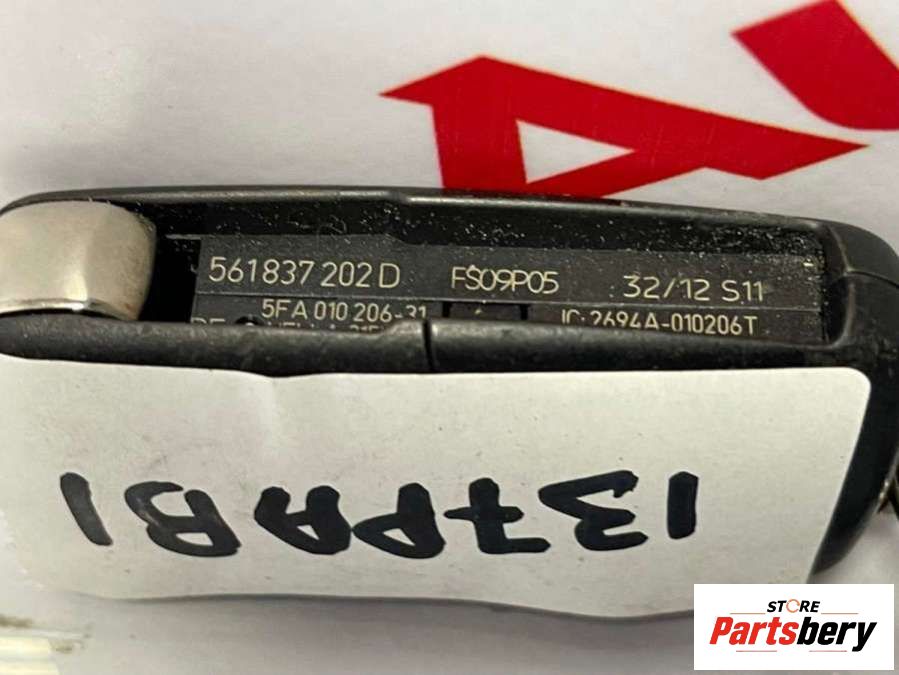 561837202D FS09P05 32/12 S11
5FA 010 206-31 IC: 2694A-010206T
137PAB1
STORE
Partsbery